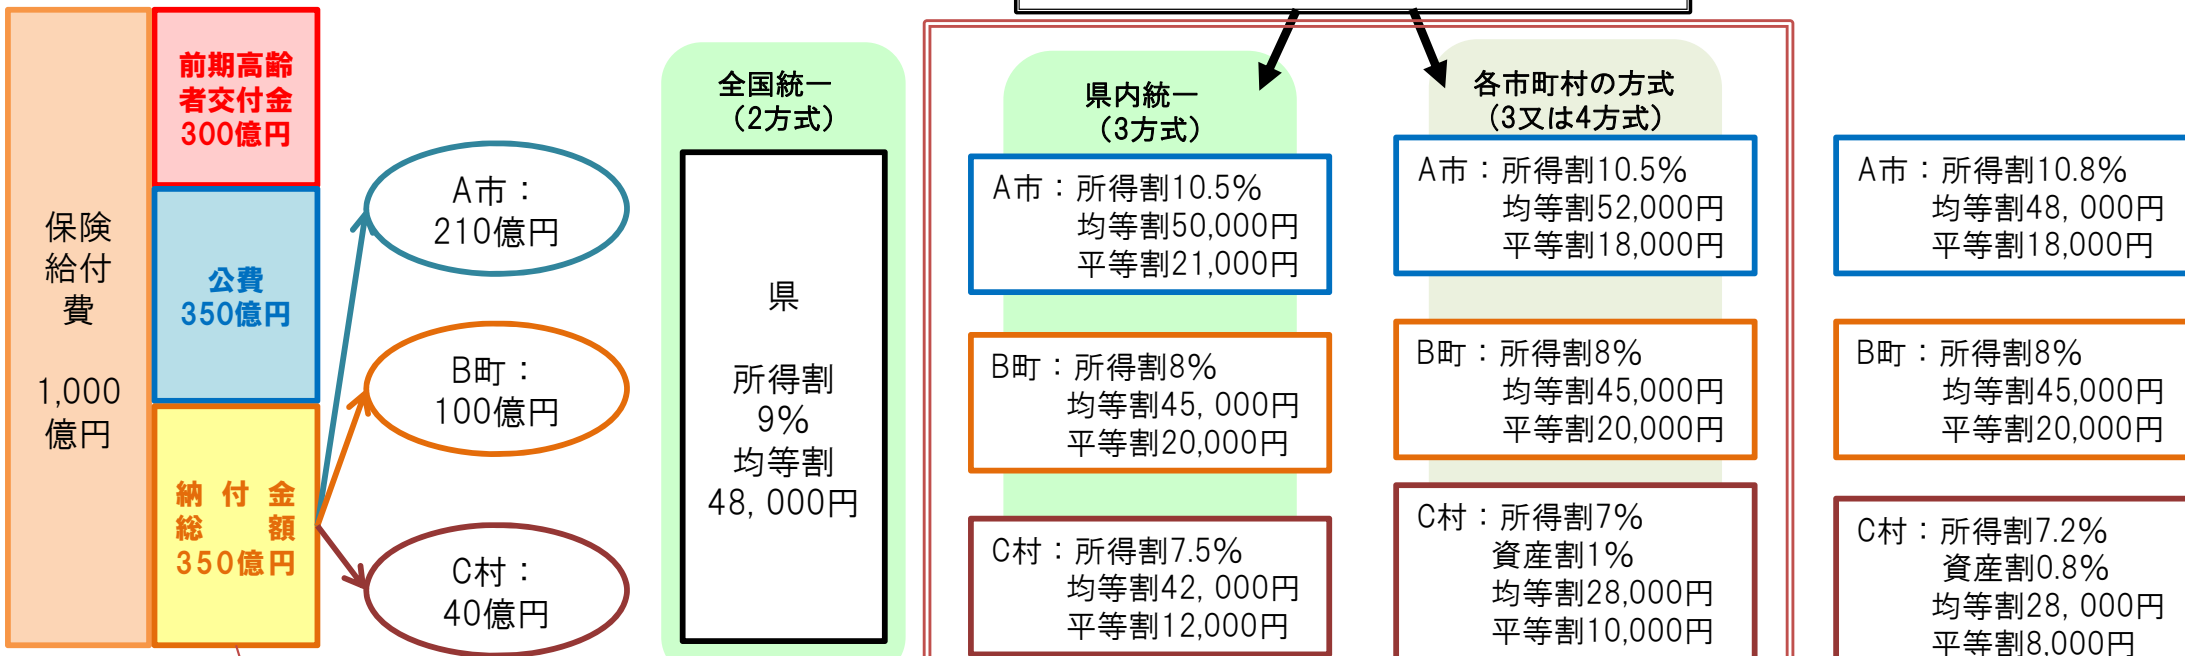 保険
給付
費
1,000
億円
前期高齢
者交付金
300億円
公費
350億円
納 付 金
総 額
350億円
A市：
210億円
B町：
100億円
C村：
40億円
全国統一
（2方式）
県
所得割
9%
均等割
48,000円
県内統一
（3方式）
A市：所得割10.5%
均等割50,000円
平等割21,000円
B町：所得割8%
均等割45,000円
平等割20,000円
C村：所得割7.5%
均等割42,000円
平等割12,000円
各市町村の方式
（3又は4方式）
A市：所得割10.5%
均等割52,000円
平等割18,000円
B町：所得割8%
均等割45,000円
平等割20,000円
C村：所得割7%
資産割1%
均等割28,000円
平等割10,000円
A市：所得割10.8%
均等割48,000円
平等割18,000円
B町：所得割8%
均等割45,000円
平等割20,000円
C村：所得割7.2%
資産割0.8%
均等割28,000円
平等割8,000円